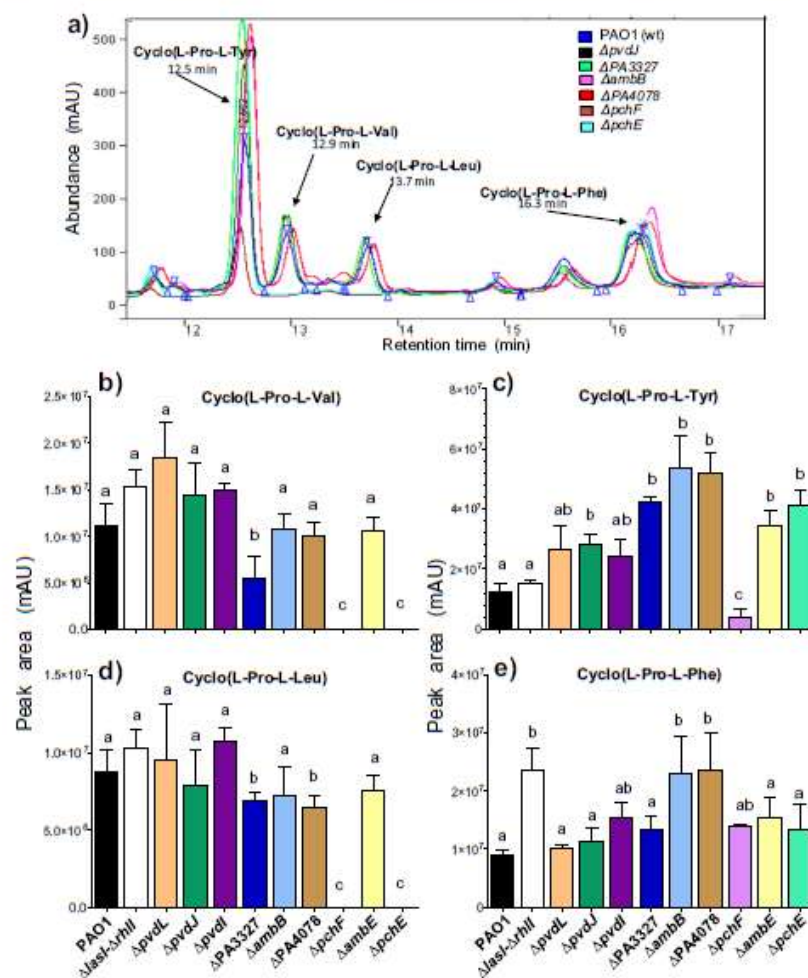 a)
500
400
300
200
100
0
Abundance (mAU)
Cyclo(L-Pro-L-Tyr)
12.5 min
Cyclo(L-Pro-L-Val)
12.9 min
Cyclo(L-Pro-L-Leu)
13.7 min
Cyclo(L-Pro-L-Phe)
16.3 min
PAO1 (wt)
ΔpvdJ
ΔPA3327
ΔambB
ΔPA4078
ΔpchF
ΔpchE
12 13 14 15 16 17
Retention time (min)
b)
Cyclo(L-Pro-L-Val)
2.5×10⁷
2.0×10⁷
1.5×10⁷
1.0×10⁷
5.0×10⁶
0.0
a a a a a b a a c a c
c)
Cyclo(L-Pro-L-Tyr)
8×10⁷
6×10⁷
4×10⁷
2×10⁷
0
a a ab b ab b b b c b b
Peak area (mAU)
Peak area (mAU)
d)
Cyclo(L-Pro-L-Leu)
1.5×10⁷
1.0×10⁷
5.0×10⁶
0.0
a a a a a b a b c a c
PAO1 ΔlasI-ΔrhlI ΔpvdL ΔpvdJ ΔpvdI ΔPA3327 ΔambB ΔPA4078 ΔpchF ΔambE ΔpchE
e)
Cyclo(L-Pro-L-Phe)
4×10⁷
3×10⁷
2×10⁷
1×10⁷
0
a b a a ab a b b ab a a
PAO1 ΔlasI-ΔrhlI ΔpvdL ΔpvdJ ΔpvdI ΔPA3327 ΔambB ΔPA4078 ΔpchF ΔambE ΔpchE